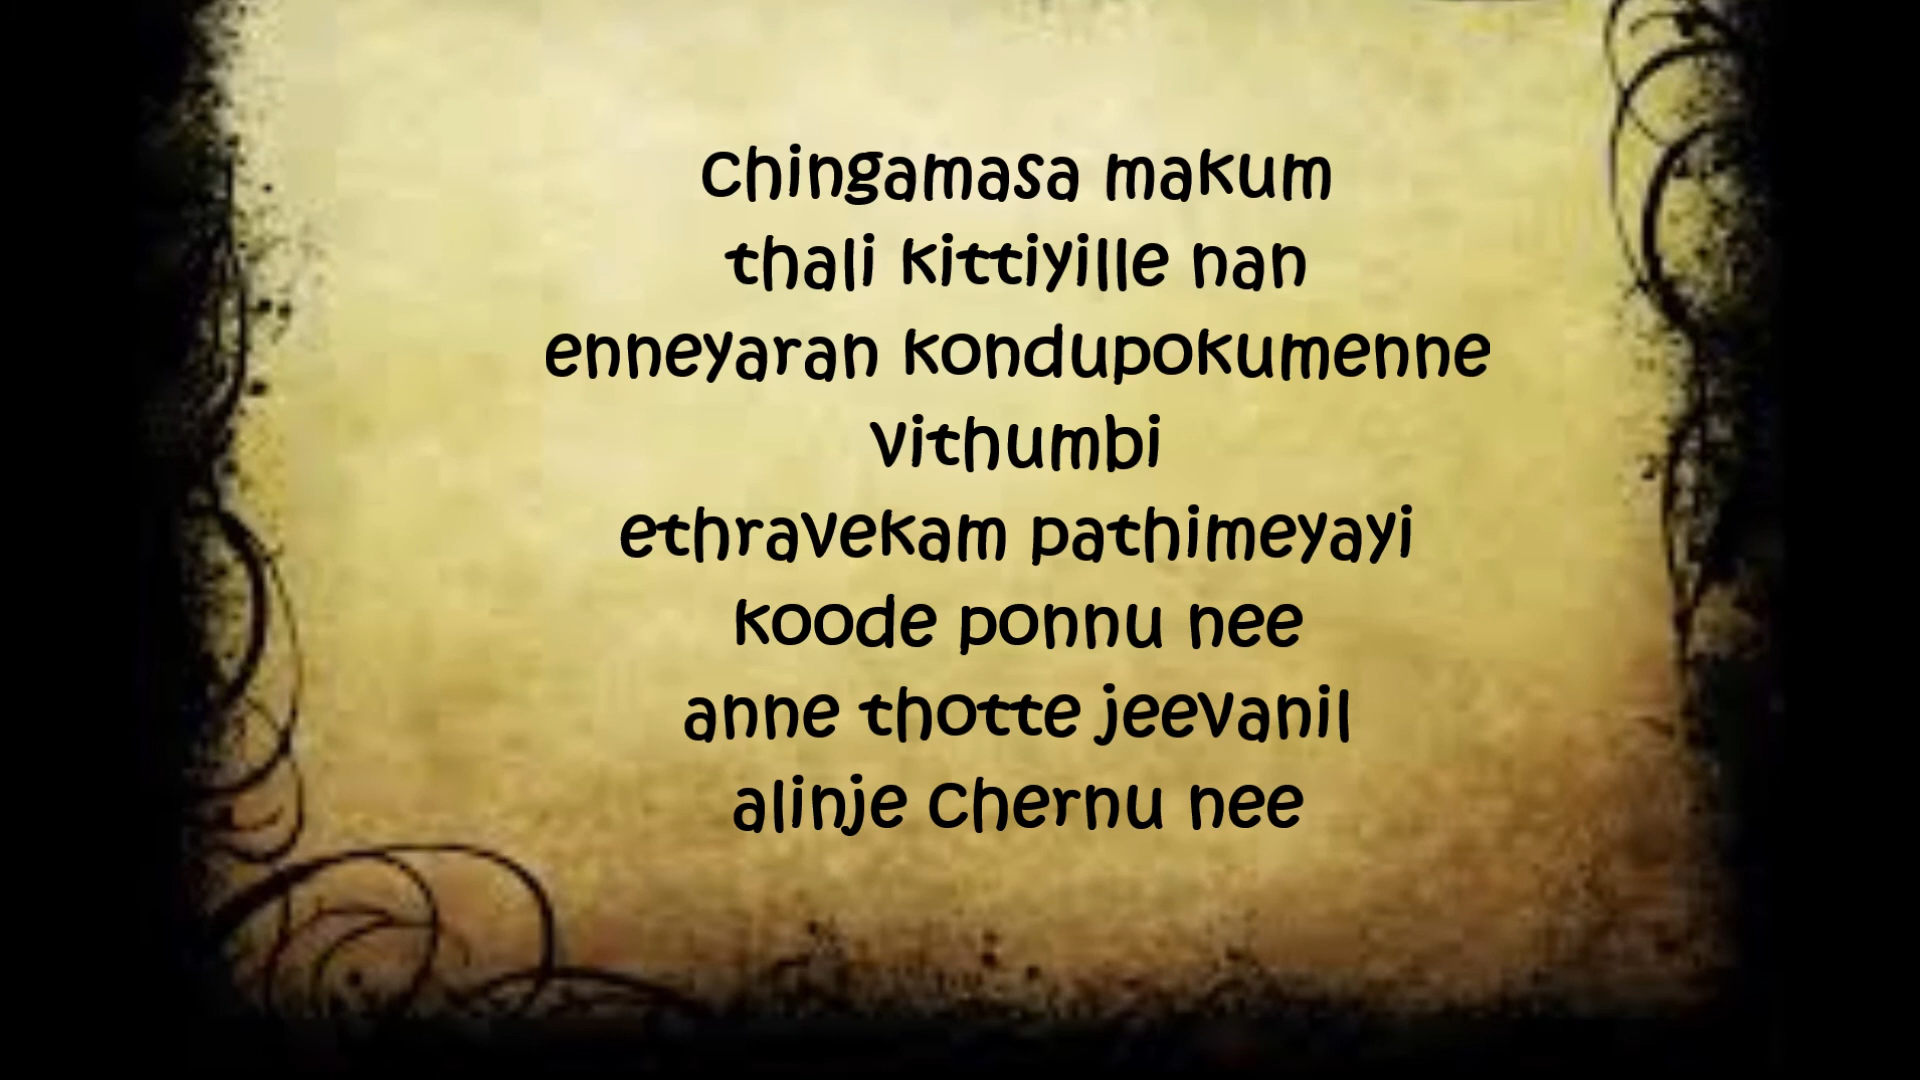 Chingamasa makum
thali kittiyille nan
enneyaran kondupokumenne
vithumbi
ethravekam pathimeyayi
koode ponnu nee
anne thotte jeevanil
alinje chernu nee